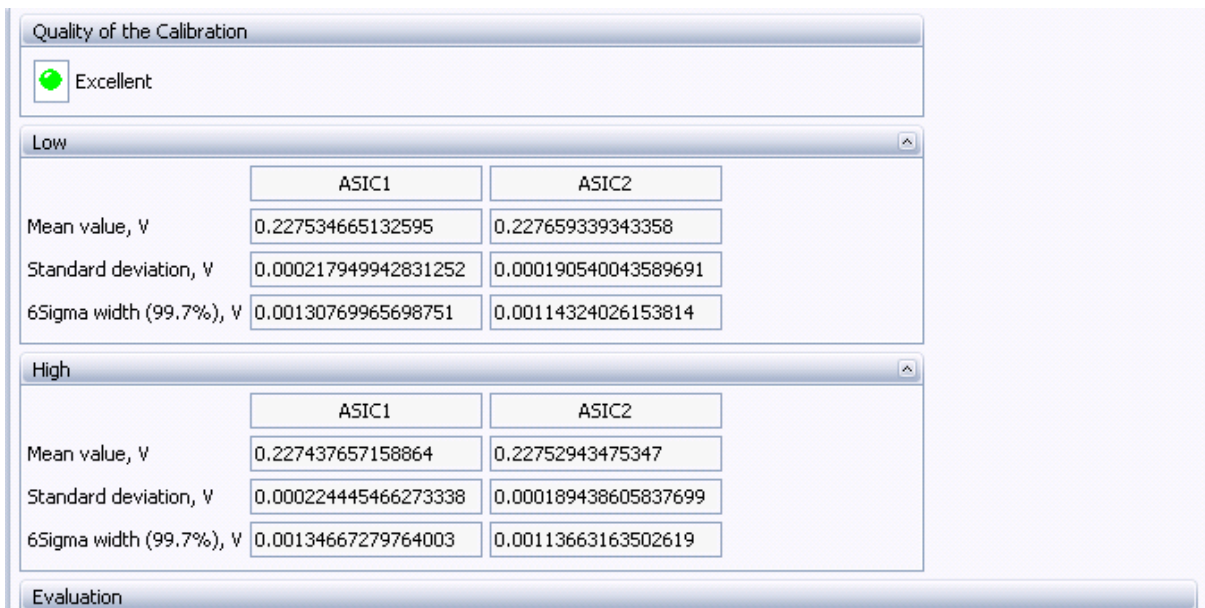 Quality of the Calibration
Excellent
Low
ASIC1 ASIC2
Mean value, V 0.227534665132595 0.227659339343358
Standard deviation, V 0.000217949942831252 0.000190540043589691
6Sigma width (99.7%), V 0.00130769965698751 0.00114324026153814
High
ASIC1 ASIC2
Mean value, V 0.227437657158864 0.22752943475347
Standard deviation, V 0.000224445466273338 0.000189438605837699
6Sigma width (99.7%), V 0.00134667279764003 0.00113663163502619
Evaluation